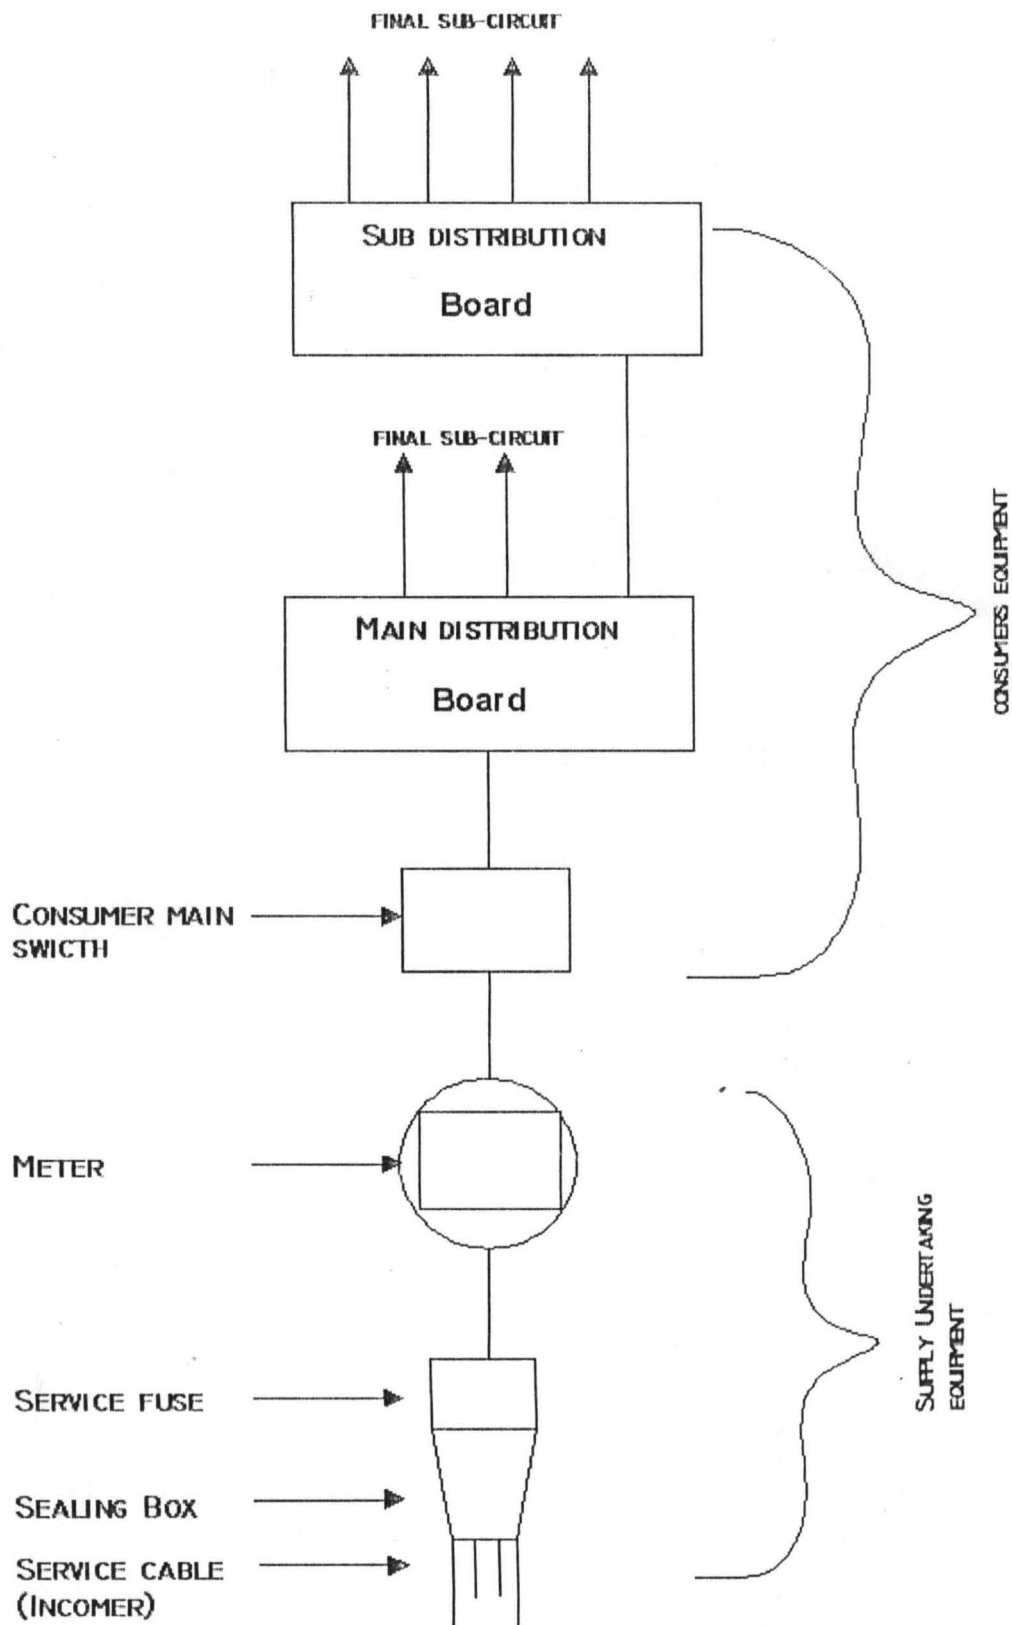 FINAL SUB-CIRCUIT
SUB DISTRIBUTION
Board
FINAL SUB-CIRCUIT
MAIN DISTRIBUTION
Board
CONSUMERS EQUIPMENT
CONSUMER MAIN
SWICTH
METER
SUPPLY UNDERTAKING
EQUIPMENT
SERVICE FUSE
SEALING BOX
SERVICE CABLE
(INCOMER)